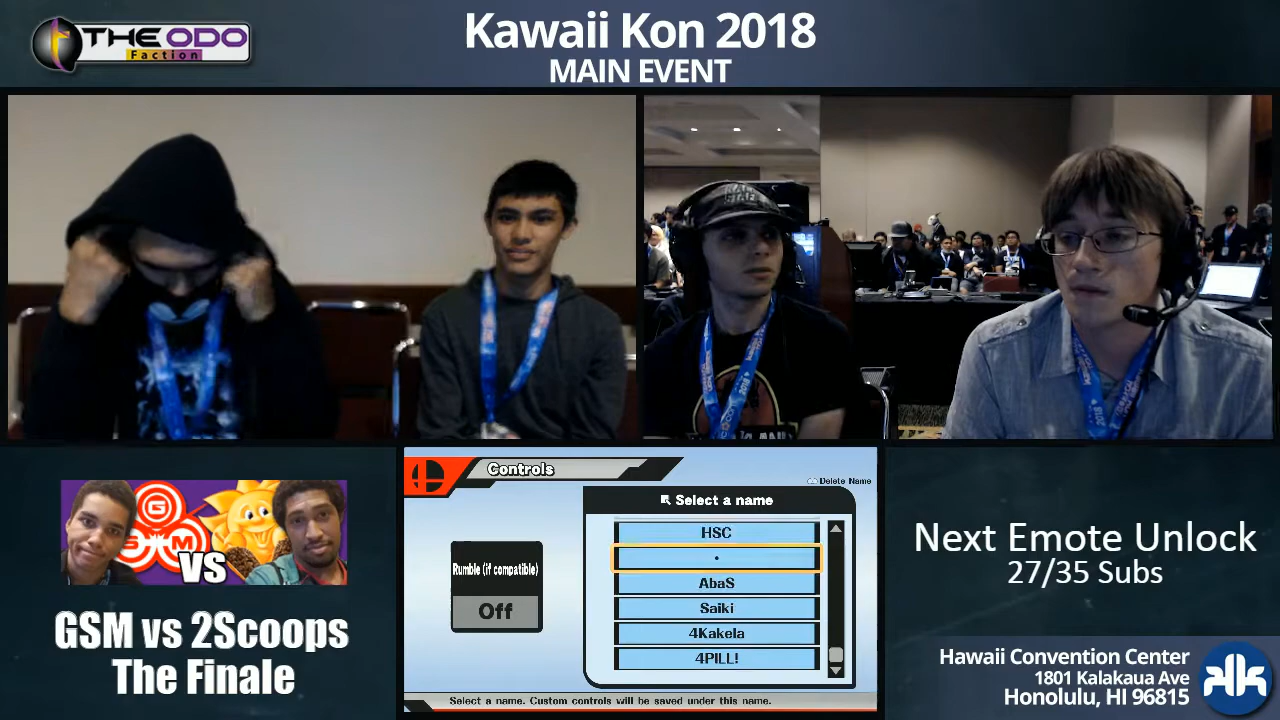 THE ODO
Faction
Kawaii Kon 2018
MAIN EVENT
2018
G
S M
VS
GSM vs 2Scoops
The Finale
Controls
Delete Name
Select a name
Rumble (if compatible)
Off
HSC
•
AbaS
Saiki
4Kakela
4PILL!
Select a name. Custom controls will be saved under this name.
Next Emote Unlock
27/35 Subs
Hawaii Convention Center
1801 Kalakaua Ave
Honolulu, HI 96815